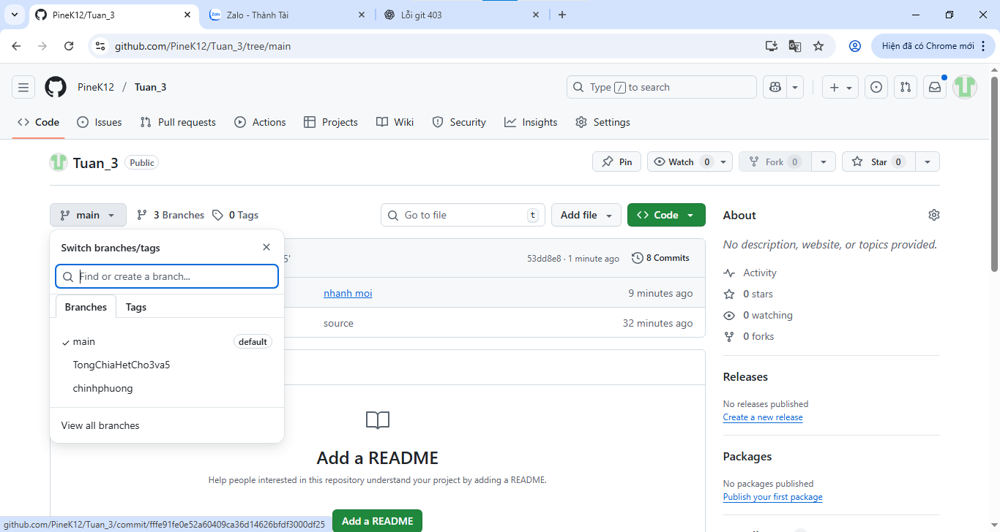 PineK12/Tuan_3
Zalo - Thành Tài
Lỗi git 403
github.com/PineK12/Tuan_3/tree/main
Hiện đã có Chrome mới
PineK12 / Tuan_3
Type / to search
Code Issues Pull requests Actions Projects Wiki Security Insights Settings
Tuan_3 Public
Pin Watch 0 Fork 0 Star 0
main 3 Branches 0 Tags
Go to file t Add file Code
Switch branches/tags
Find or create a branch...
Branches Tags
main default
TongChiaHetCho3va5
chinhphuong
View all branches
5'
53dd8e8 · 1 minute ago 8 Commits
nhanh moi 9 minutes ago
source 32 minutes ago
Add a README
Help people interested in this repository understand your project by adding a README.
Add a README
About
No description, website, or topics provided.
Activity
0 stars
0 watching
0 forks
Releases
No releases published
Create a new release
Packages
No packages published
Publish your first package
github.com/PineK12/Tuan_3/commit/fffe91fe0e52a60409ca36d14626bfdf3000df25